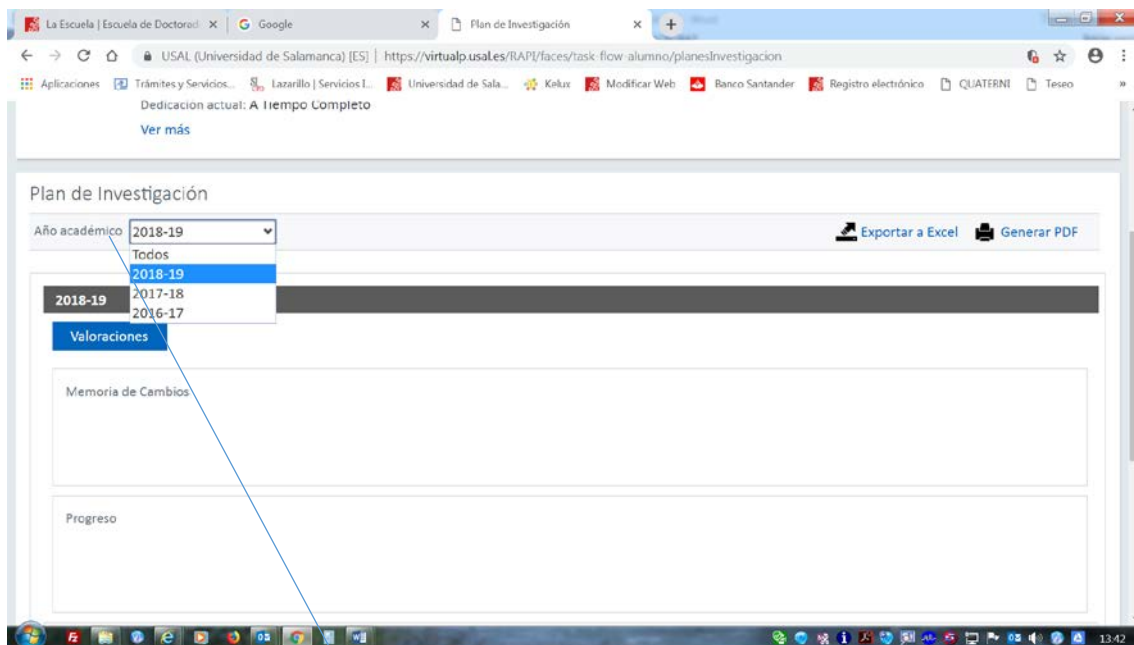 La Escuela | Escuela de Doctorad
Google
Plan de Investigación
USAL (Universidad de Salamanca) [ES] | https://virtualp.usal.es/RAPI/faces/task-flow-alumno/planesInvestigacion
Aplicaciones Trámites y Servicios... Lazarillo | Servicios I... Universidad de Sala... Kelux Modificar Web Banco Santander Registro electrónico QUATERNI Teseo »
Dedicación actual: A Tiempo Completo
Ver más
Plan de Investigación
Año académico 2018-19 Exportar a Excel Generar PDF
Todos
2018-19
2017-18
2016-17
2018-19
Valoraciones
Memoria de Cambios
Progreso
13:42